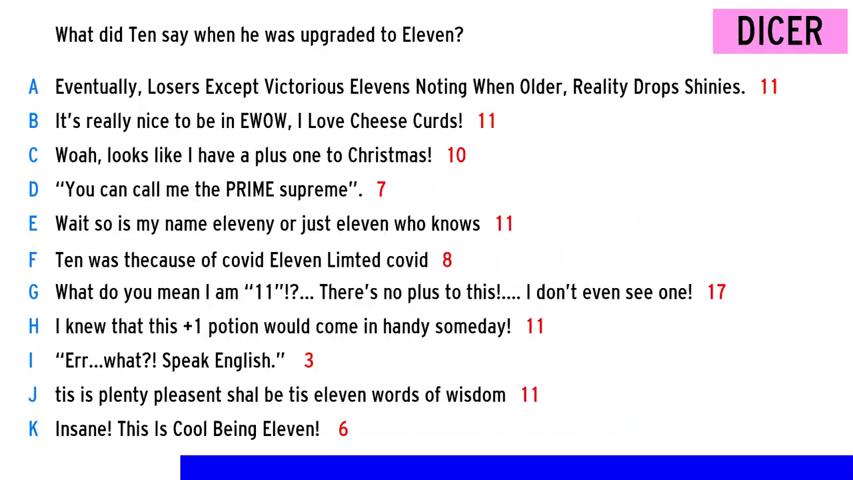 What did Ten say when he was upgraded to Eleven?
DICER
A Eventually, Losers Except Victorious Elevens Noting When Older, Reality Drops Shinies. 11
B It's really nice to be in EWOW, I Love Cheese Curds! 11
C Woah, looks like I have a plus one to Christmas! 10
D “You can call me the PRIME supreme”. 7
E Wait so is my name eleveny or just eleven who knows 11
F Ten was thecause of covid Eleven Limted covid 8
G What do you mean I am “11”!?... There's no plus to this!.... I don't even see one! 17
H I knew that this +1 potion would come in handy someday! 11
I “Err...what?! Speak English.” 3
J tis is plenty pleasent shal be tis eleven words of wisdom 11
K Insane! This Is Cool Being Eleven! 6